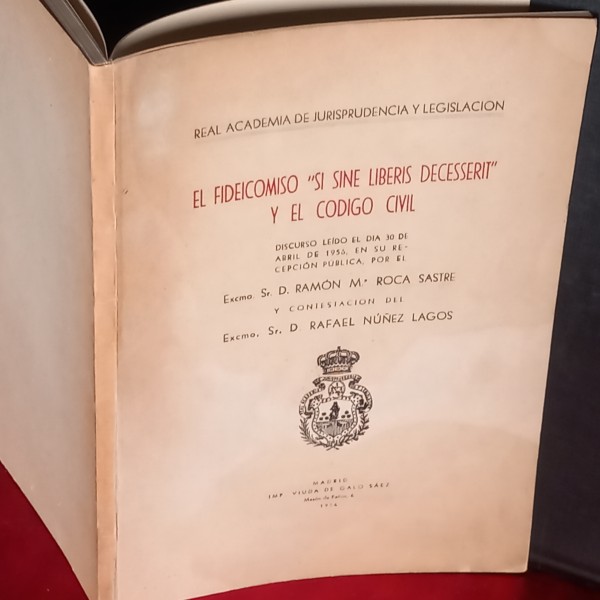 REAL ACADEMIA DE JURISPRUDENCIA Y LEGISLACION
EL FIDEICOMISO "SI SINE LIBERIS DECESSERIT"
Y EL CODIGO CIVIL
DISCURSO LEÍDO EL DIA 30 DE
ABRIL DE 1956, EN SU RE-
CEPCIÓN PÚBLICA, POR EL
Excmo. Sr. D. RAMÓN M.ª ROCA SASTRE
Y CONTESTACION DEL
Excmo. Sr. D. RAFAEL NÚÑEZ LAGOS
MADRID
IMP. VIUDA DE GALO SÁEZ
1956